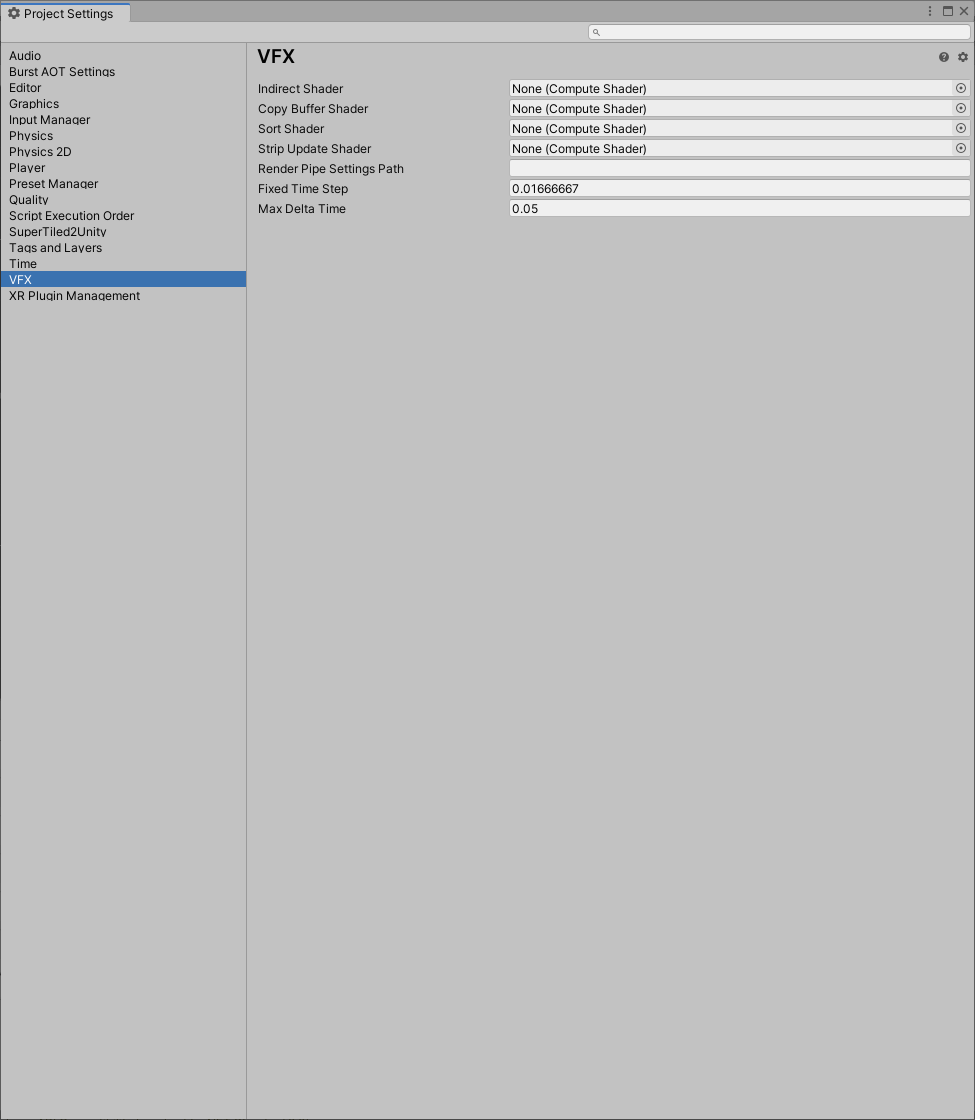 Project Settings
Audio
Burst AOT Settings
Editor
Graphics
Input Manager
Physics
Physics 2D
Player
Preset Manager
Quality
Script Execution Order
SuperTiled2Unity
Tags and Layers
Time
VFX
XR Plugin Management
VFX
Indirect Shader None (Compute Shader)
Copy Buffer Shader None (Compute Shader)
Sort Shader None (Compute Shader)
Strip Update Shader None (Compute Shader)
Render Pipe Settings Path
Fixed Time Step 0.01666667
Max Delta Time 0.05